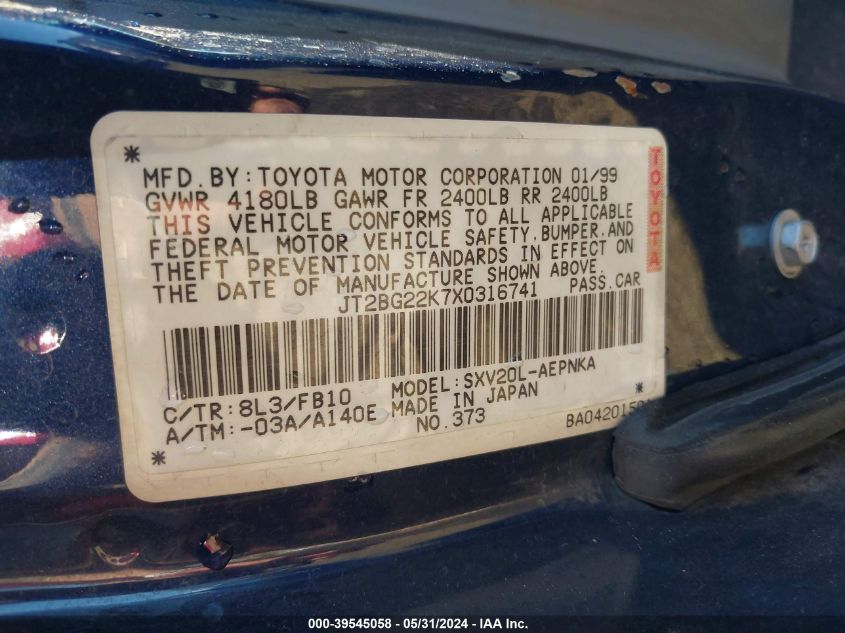 *
MFD.BY:TOYOTA MOTOR CORPORATION 01/99
GVWR 4180LB GAWR FR 2400LB RR 2400LB
THIS VEHICLE CONFORMS TO ALL APPLICABLE
FEDERAL MOTOR VEHICLE SAFETY,BUMPER,AND
THEFT PREVENTION STANDARDS IN EFFECT ON
THE DATE OF MANUFACTURE SHOWN ABOVE.
JT2BG22K7X0316741 PASS.CAR
TOYOTA
C/TR:8L3/FB10 MODEL:SXV20L-AEPNKA *
A/TM:-03A/A140E MADE IN JAPAN
NO.373 BA0420150
*
000-39545058 - 05/31/2024 - IAA Inc.